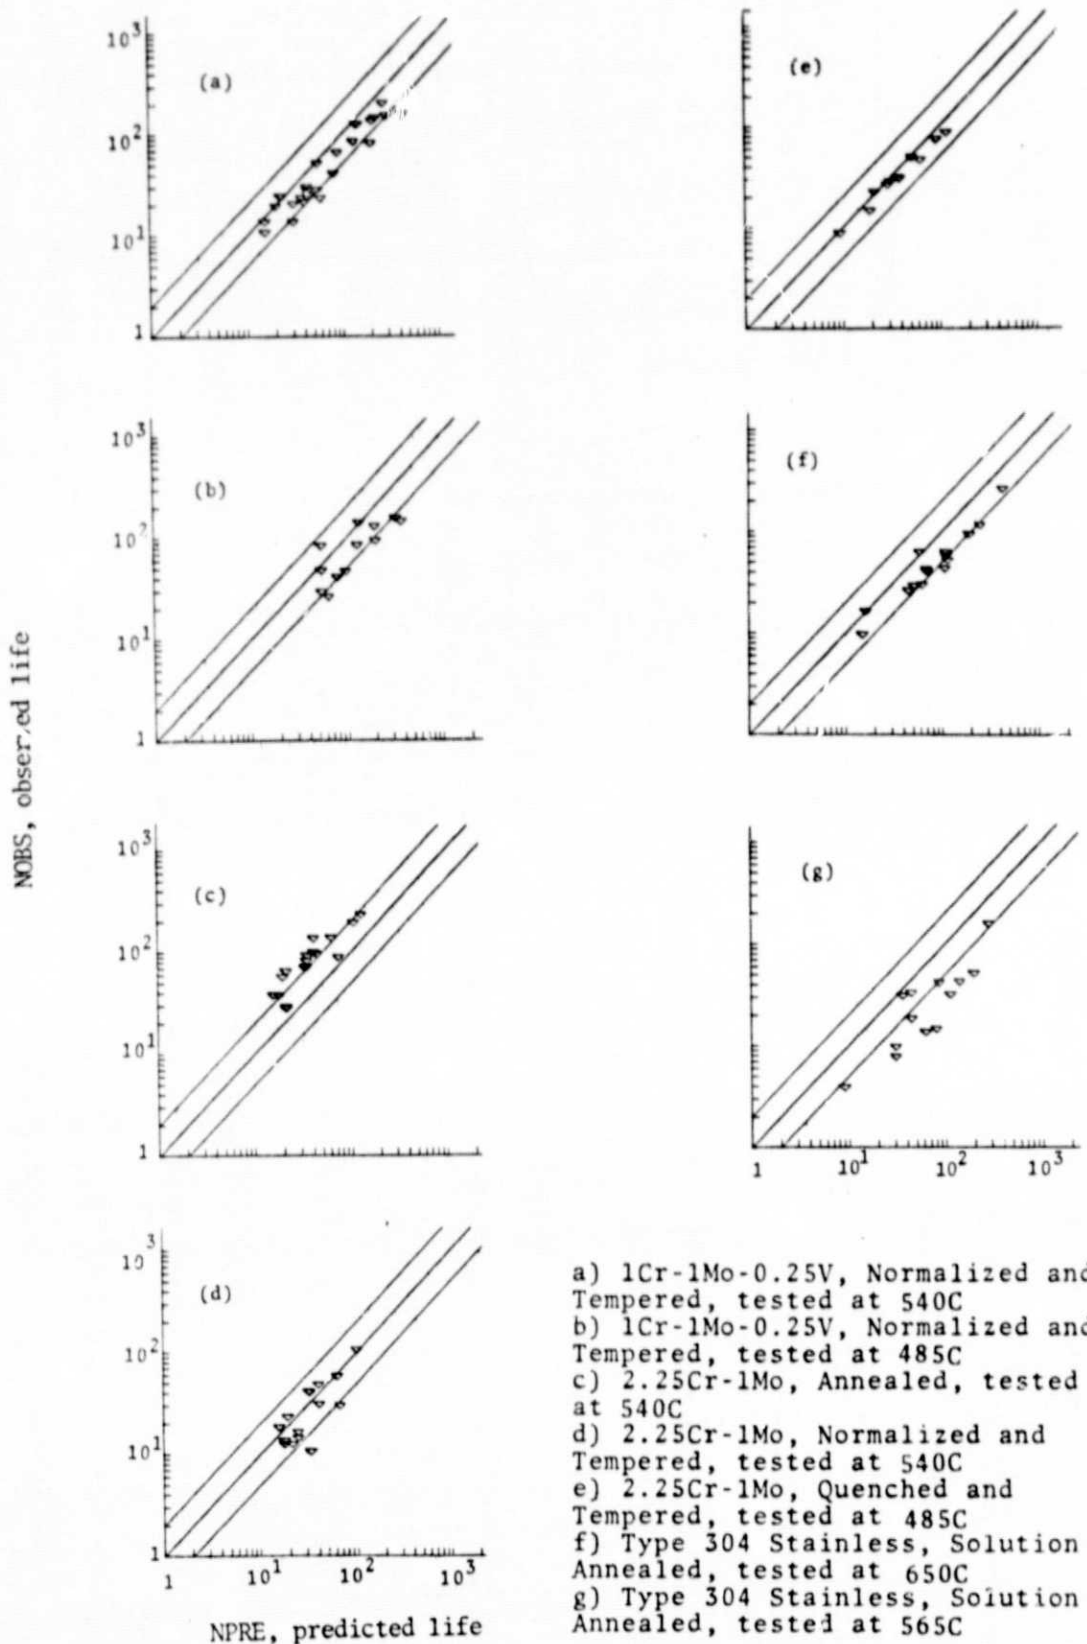 10³
(a)
10²
10¹
1
(e)
10³
(b)
10²
10¹
1
(f)
NOBS, observed life
10³
(c)
10²
10¹
1
(g)
1 10¹ 10² 10³
10³
(d)
10²
10¹
1
1 10¹ 10² 10³
NPRE, predicted life
a) 1Cr-1Mo-0.25V, Normalized and
Tempered, tested at 540C
b) 1Cr-1Mo-0.25V, Normalized and
Tempered, tested at 485C
c) 2.25Cr-1Mo, Annealed, tested
at 540C
d) 2.25Cr-1Mo, Normalized and
Tempered, tested at 540C
e) 2.25Cr-1Mo, Quenched and
Tempered, tested at 485C
f) Type 304 Stainless, Solution
Annealed, tested at 650C
g) Type 304 Stainless, Solution
Annealed, tested at 565C